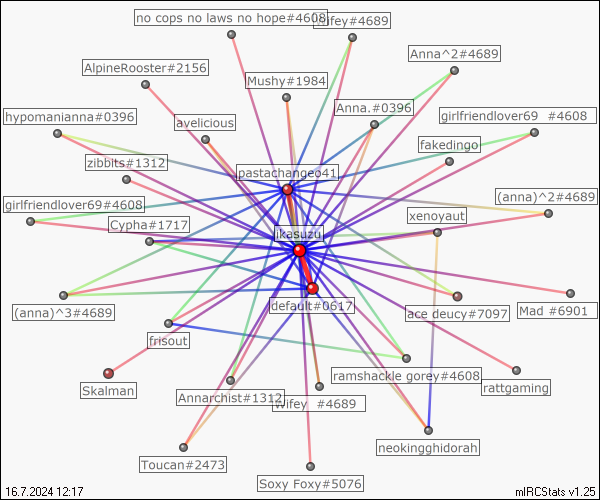 no cops no laws no hope#4608
Wifey#4689
Anna^2#4689
AlpineRooster#2156
Mushy#1984
Anna.#0396
hypomanianna#0396
avelicious
girlfriendlover69 #4608
fakedingo
zibbits#1312
pastachangeo41
(anna)^2#4689
girlfriendlover69#4608
xenoyaut
Cypha#1717
jkasuzu
(anna)^3#4689
default#0617
ace deucy#7097
Mad #6901
frisout
ramshackle gorey#4608
Skalman
rattgaming
Annarchist#1312
Wifey #4689
neokingghidorah
Toucan#2473
Soxy Foxy#5076
16.7.2024 12:17
mIRCStats v1.25